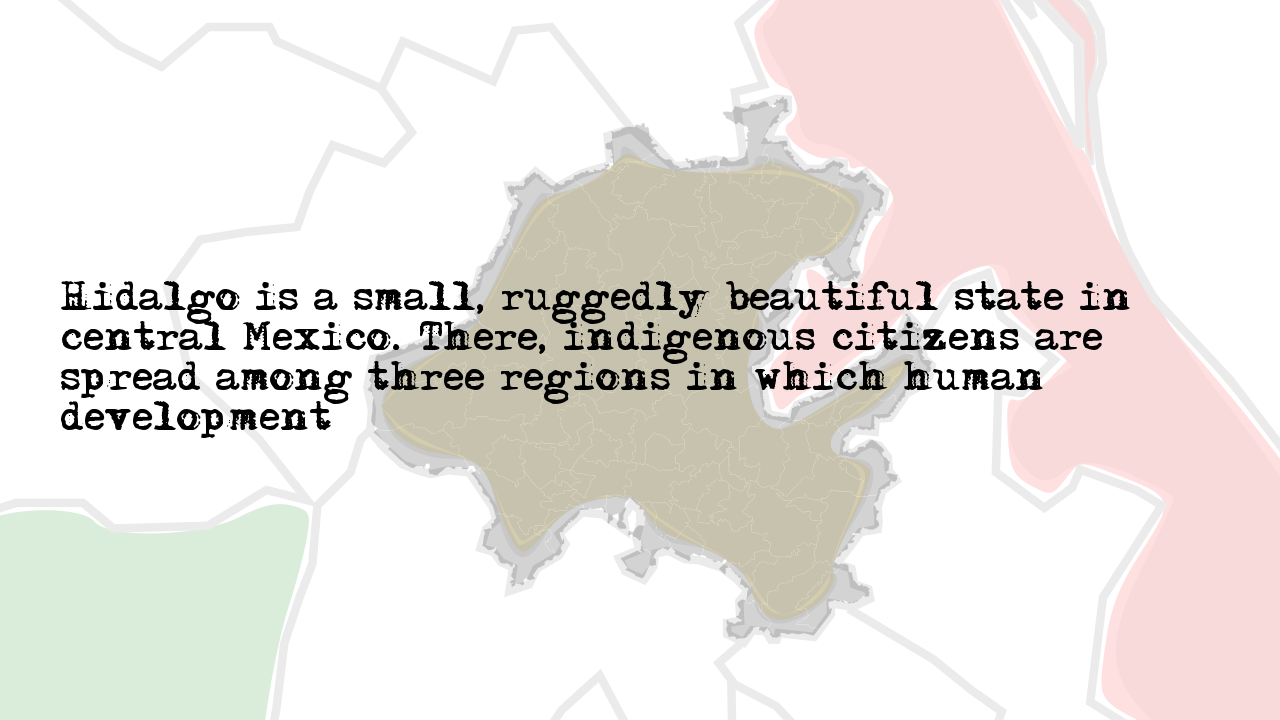 Hidalgo is a small, ruggedly beautiful state in
central Mexico. There, indigenous citizens are
spread among three regions in which human
development